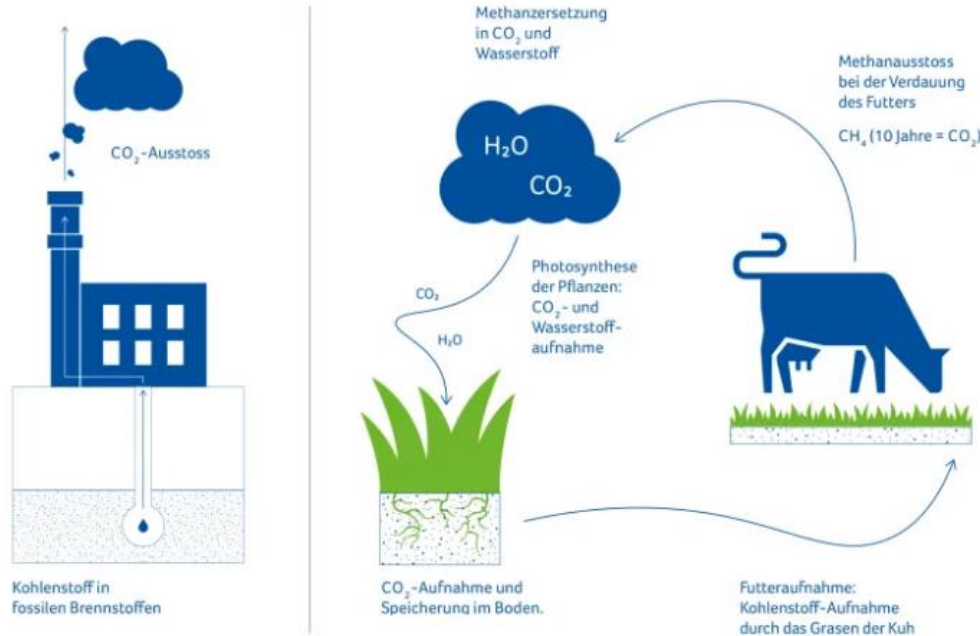 CO₂-Ausstoss
Kohlenstoff in
fossilen Brennstoffen
Methanzersetzung
in CO₂ und
Wasserstoff
H₂O
CO₂
Methanausstoss
bei der Verdauung
des Futters
CH₄ (10 Jahre = CO₂)
Photosynthese
der Pflanzen:
CO₂- und
Wasserstoff-
aufnahme
CO₂
H₂O
CO₂-Aufnahme und
Speicherung im Boden.
Futteraufnahme:
Kohlenstoff-Aufnahme
durch das Grasen der Kuh